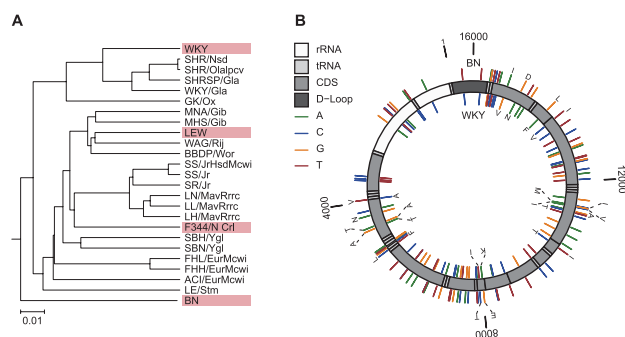 A
WKY
SHR/Nsd
SHR/Olalpcv
SHRSP/Gla
WKY/Gla
GK/Ox
MNA/Gib
MHS/Gib
LEW
WAG/Rij
BBDP/Wor
SS/JrHsdMcwi
SS/Jr
SR/Jr
LN/MavRrrc
LL/MavRrrc
LH/MavRrrc
F344/N Crl
SBH/Ygl
SBN/Ygl
FHL/EurMcwi
FHH/EurMcwi
ACI/EurMcwi
LE/Stm
BN
0.01
B
rRNA
tRNA
CDS
D-Loop
A
C
G
T
1
16000
BN
WKY
12000
8000
4000